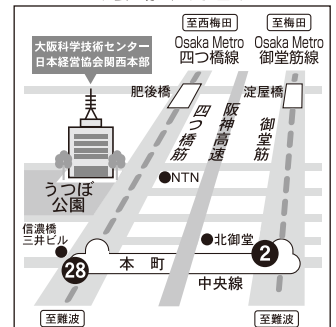 至西梅田
至梅田
Osaka Metro
四つ橋線
Osaka Metro
御堂筋線
大阪科学技術センター
日本経営協会関西本部
肥後橋
淀屋橋
四つ橋筋
阪神高速
御堂筋
NTN
うつぼ
公園
信濃橋
三井ビル
北御堂
28
本町
2
中央線
至難波
至難波